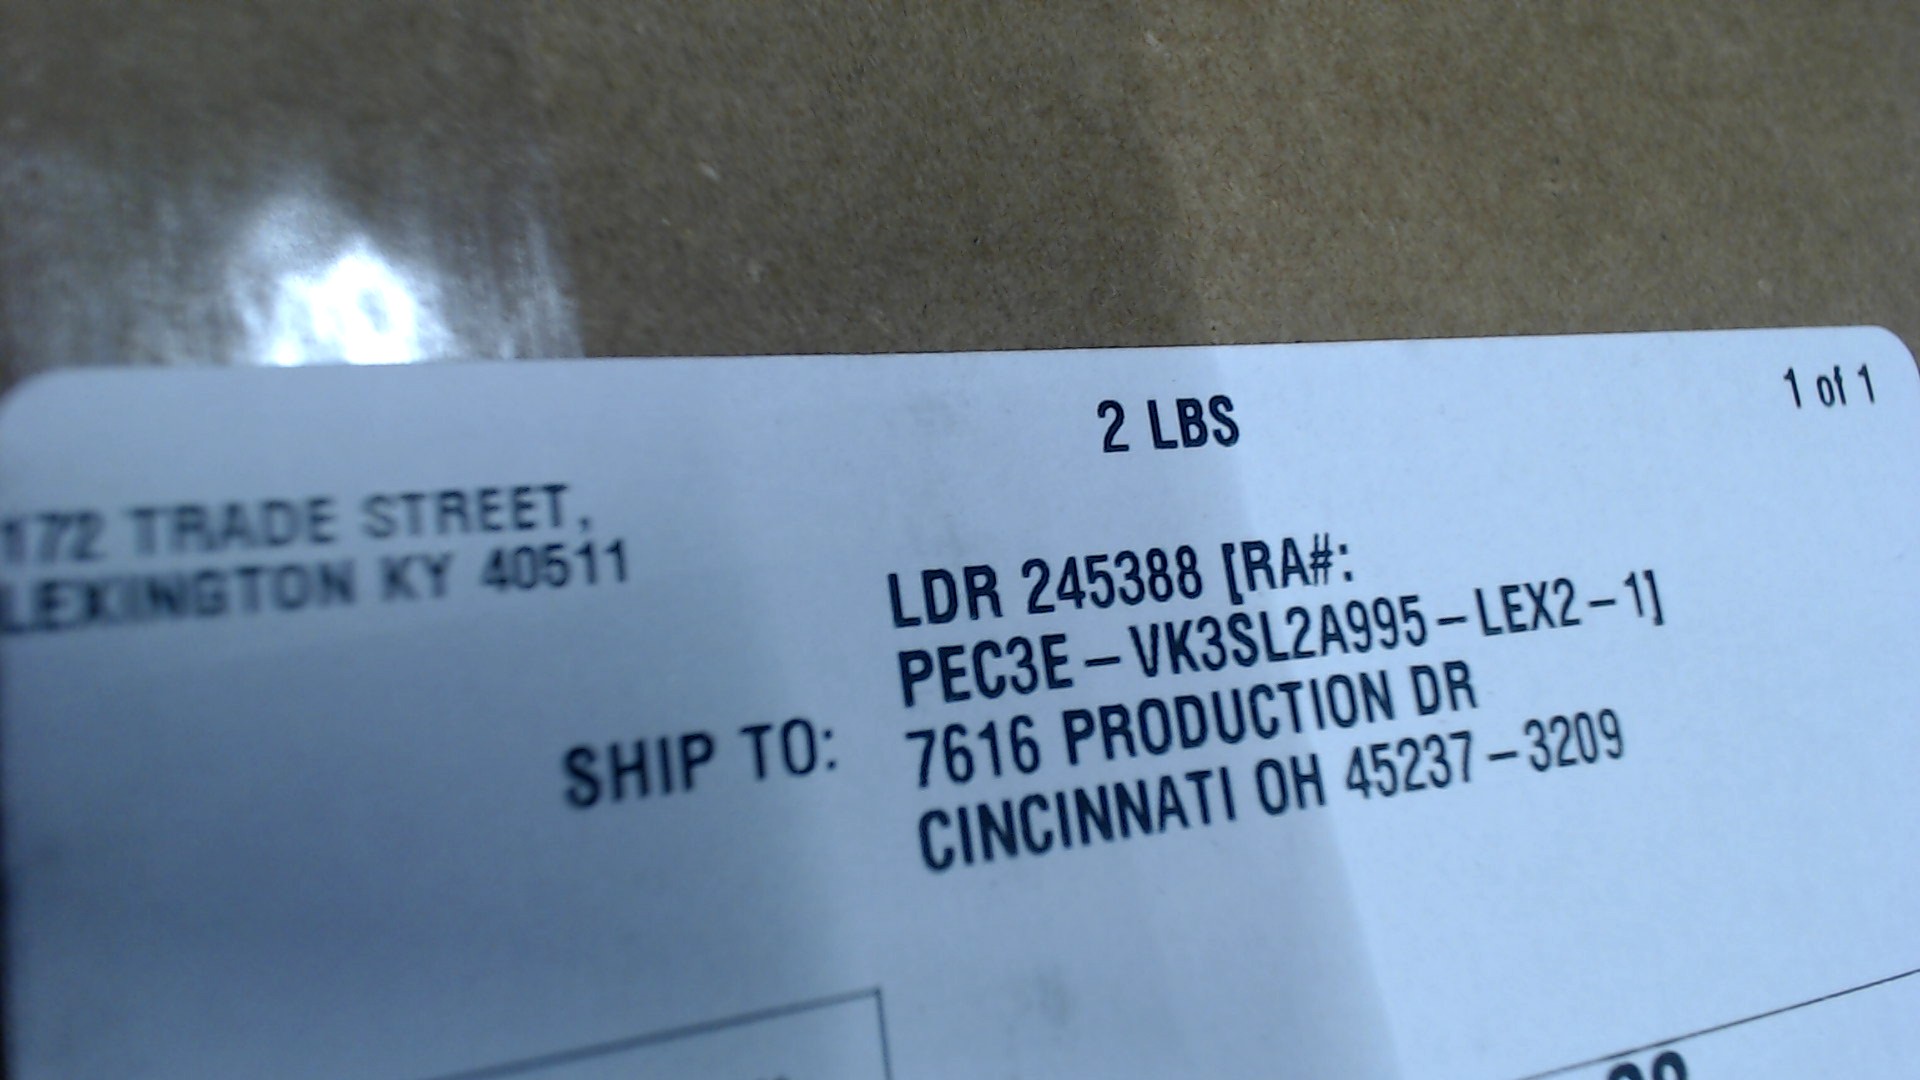 2 LBS
1 of 1
172 TRADE STREET,
LEXINGTON KY 40511
LDR 245388 [RA#:
PEC3E-VK3SL2A995-LEX2-1]
SHIP TO: 7616 PRODUCTION DR
CINCINNATI OH 45237-3209